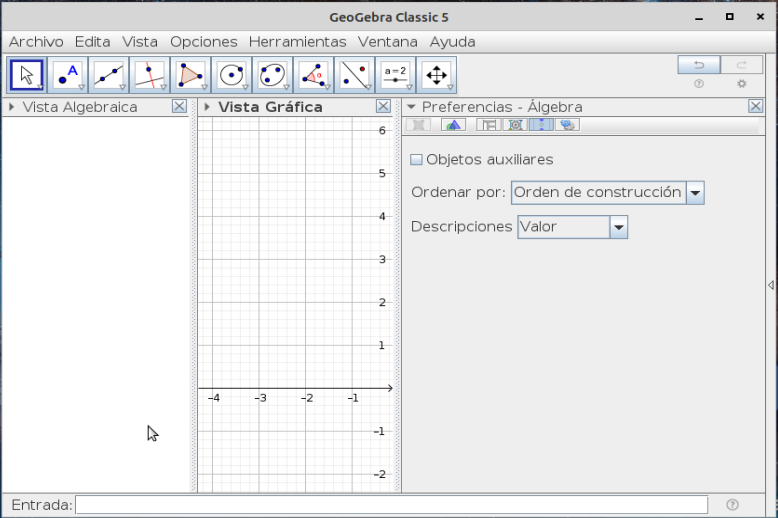 GeoGebra Classic 5
Archivo Edita Vista Opciones Herramientas Ventana Ayuda
A α a=2
Vista Algebraica
Vista Gráfica
Preferencias - Álgebra
Objetos auxiliares
Ordenar por: Orden de construcción
Descripciones Valor
6
5
4
3
2
1
-4 -3 -2 -1
-1
-2
Entrada: